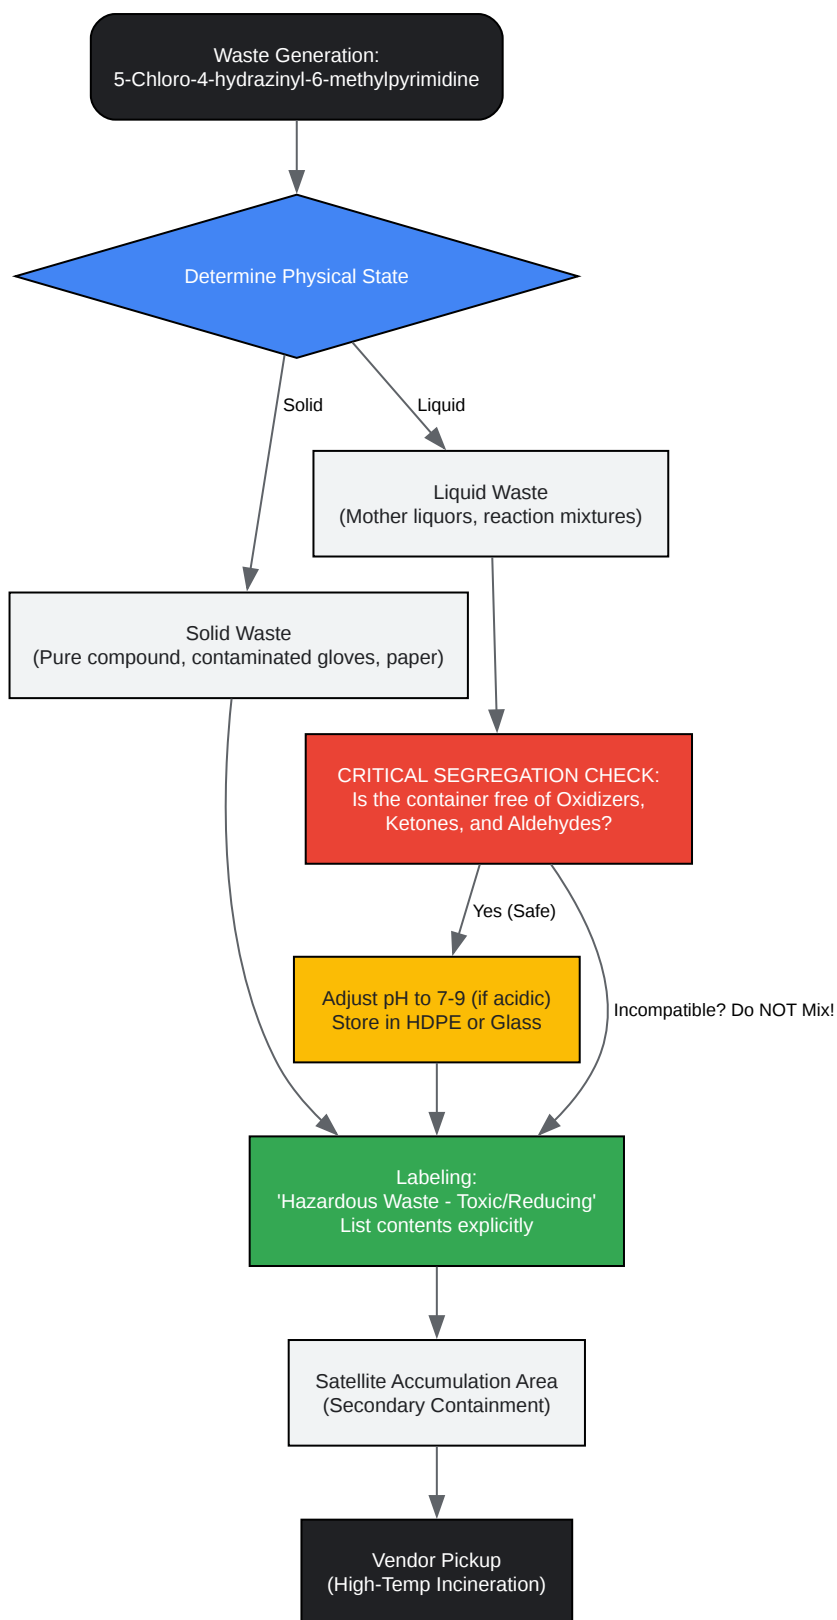 Waste Generation:
5-Chloro-4-hydrazinyl-6-methylpyrimidine
Determine Physical State
Solid
Liquid
Liquid Waste
(Mother liquors, reaction mixtures)
Solid Waste
(Pure compound, contaminated gloves, paper)
CRITICAL SEGREGATION CHECK:
Is the container free of Oxidizers,
Ketones, and Aldehydes?
Yes (Safe)
Adjust pH to 7-9 (if acidic)
Store in HDPE or Glass
Incompatible? Do NOT Mix!
Labeling:
'Hazardous Waste - Toxic/Reducing'
List contents explicitly
Satellite Accumulation Area
(Secondary Containment)
Vendor Pickup
(High-Temp Incineration)